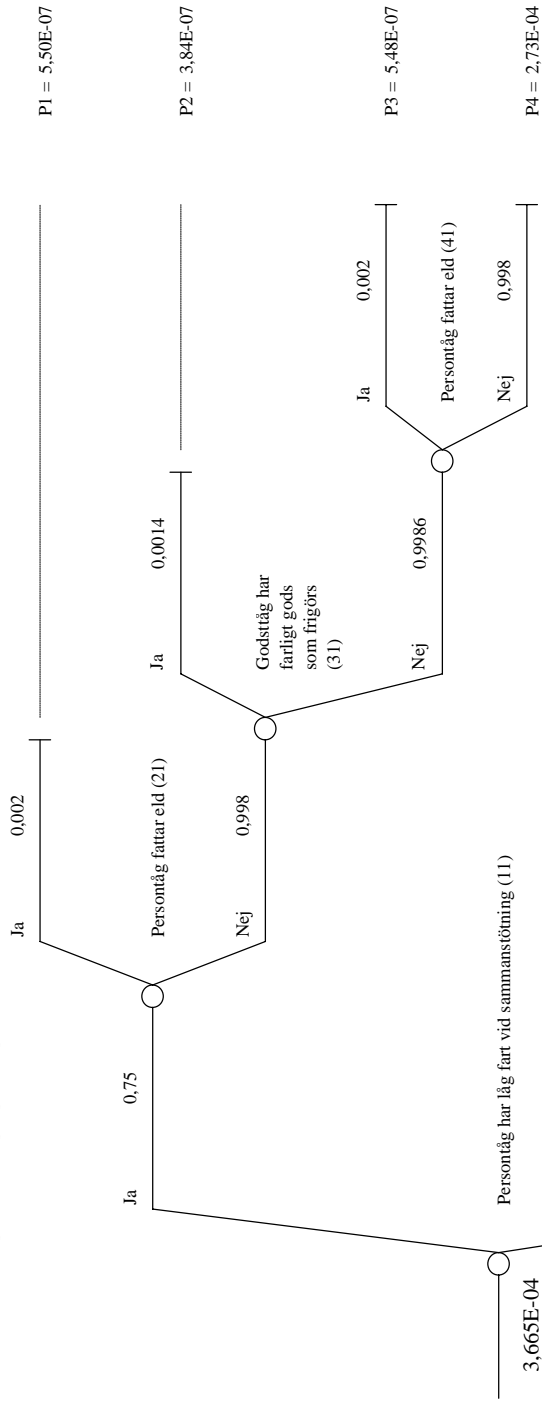 Ja
0,002
P1 = 5,50E-07
Persontåg fattar eld (21)
Ja
0,0014
P2 = 3,84E-07
Ja
0,75
Nej
0,998
Godståg har
farligt gods
som frigörs
(31)
Ja
0,002
P3 = 5,48E-07
Nej
0,9986
Persontåg fattar eld (41)
Persontåg har låg fart vid sammanstötning (11)
Nej
0,998
P4 = 2,73E-04
3,665E-04